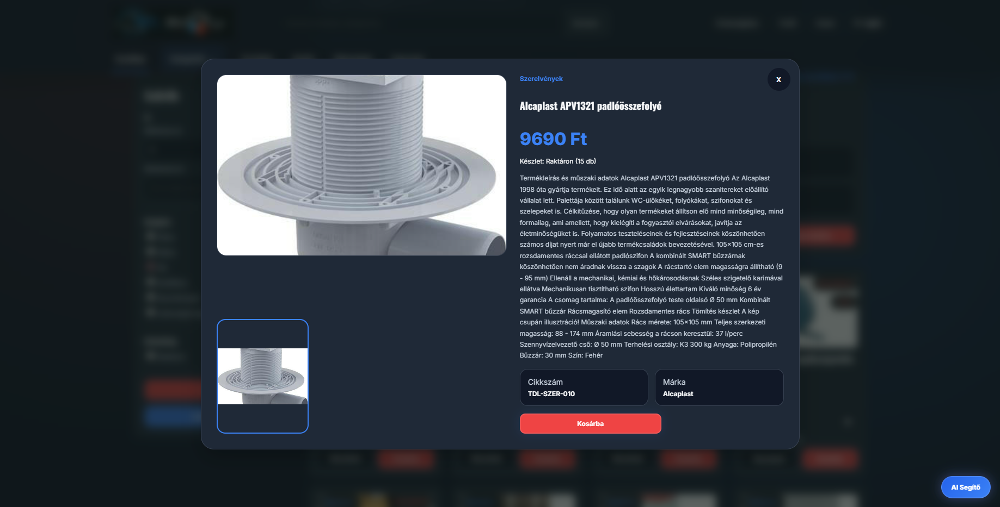 Szerelvények
x
Alcaplast APV1321 padlóösszefolyó
9690 Ft
Készlet: Raktáron (15 db)
Termékleírás és műszaki adatok Alcaplast APV1321 padlóösszefolyó Az Alcaplast
1998 óta gyártja termékeit. Ez idő alatt az egyik legnagyobb szanitereket előállító
vállalat lett. Palettája között találunk WC-ülőkéket, folyókákat, szifonokat és
szelepeket is. Célkitűzése, hogy olyan termékeket állítson elő mind minőségileg, mind
formailag, ami amellett, hogy kielégíti a fogyasztói elvárásokat, javítja az
életminőségüket is. Folyamatos teszteléseinek és fejlesztéseinek köszönhetően
számos díjat nyert már el újabb termékcsaládok bevezetésével. 105×105 cm-es
rozsdamentes ráccsal ellátott padlószifon A kombinált SMART bűzzárnak
köszönhetően nem áradnak vissza a szagok A rácstartó elem magasságra állítható (9
- 95 mm) Ellenáll a mechanikai, kémiai és hőkárosodásnak Széles szigetelő karimával
ellátva Mechanikusan tisztítható szifon Hosszú élettartam Kiváló minőség 6 év
garancia A csomag tartalma: A padlóösszefolyó teste oldalsó Ø 50 mm Kombinált
SMART bűzzár Rácsmagasító elem Rozsdamentes rács Tömítés készlet A kép
csupán illusztráció! Műszaki adatok Rács mérete: 105×105 mm Teljes szerkezeti
magasság: 88 - 174 mm Áramlási sebesség a rácson keresztül: 37 l/perc
Szennyvízelvezető cső: Ø 50 mm Terhelési osztály: K3 300 kg Anyaga: Polipropilén
Bűzzár: 30 mm Szín: Fehér
Cikkszám
TDL-SZER-010
Márka
Alcaplast
Kosárba
AI Segítő